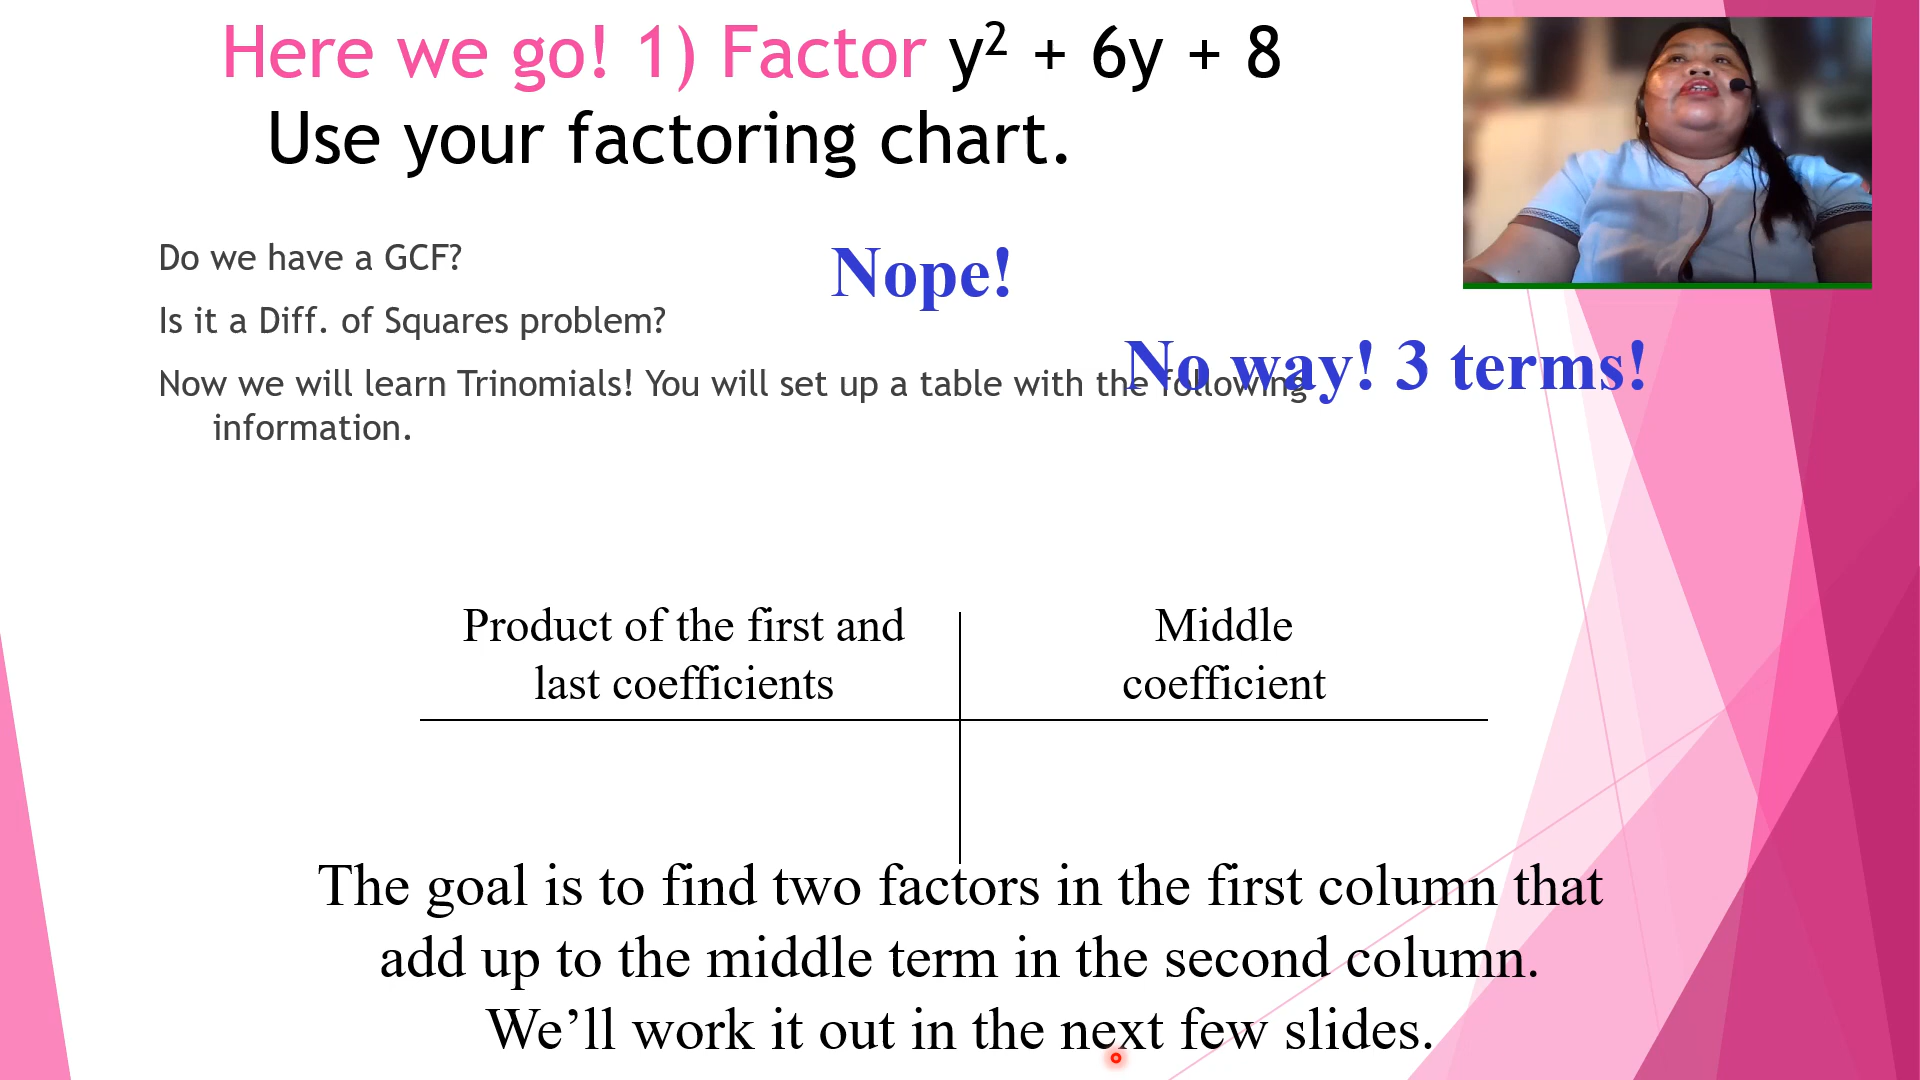 Here we go! 1) Factor y² + 6y + 8
Use your factoring chart.
Do we have a GCF?
Nope!
Is it a Diff. of Squares problem?
No way! 3 terms!
Now we will learn Trinomials! You will set up a table with the following
information.
Product of the first and
last coefficients
Middle
coefficient
The goal is to find two factors in the first column that
add up to the middle term in the second column.
We’ll work it out in the next few slides.